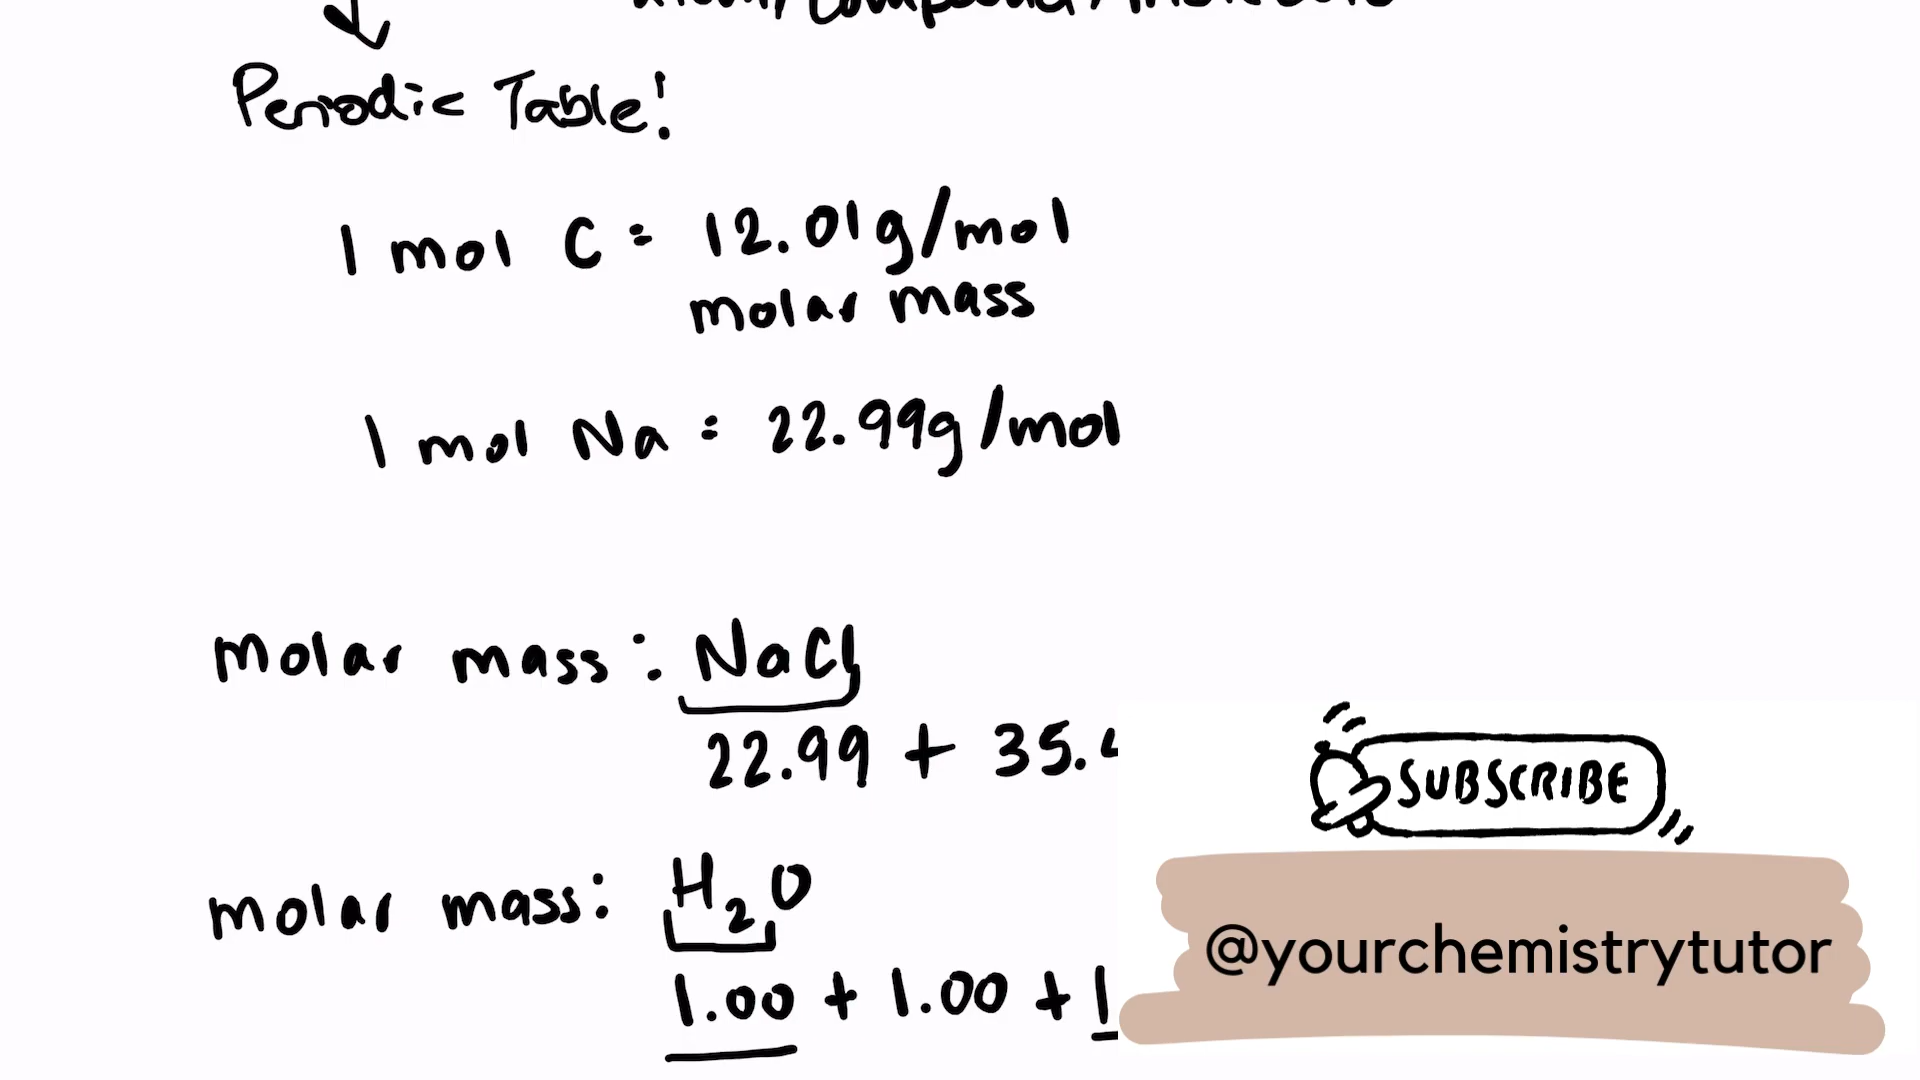 Periodic Table!
1 mol C = 12.01g/mol
molar mass
1 mol Na = 22.99g/mol
molar mass: NaCl
22.99 + 35.
molar mass: H₂O
1.00 + 1.00 + 1
SUBSCRIBE
@yourchemistrytutor